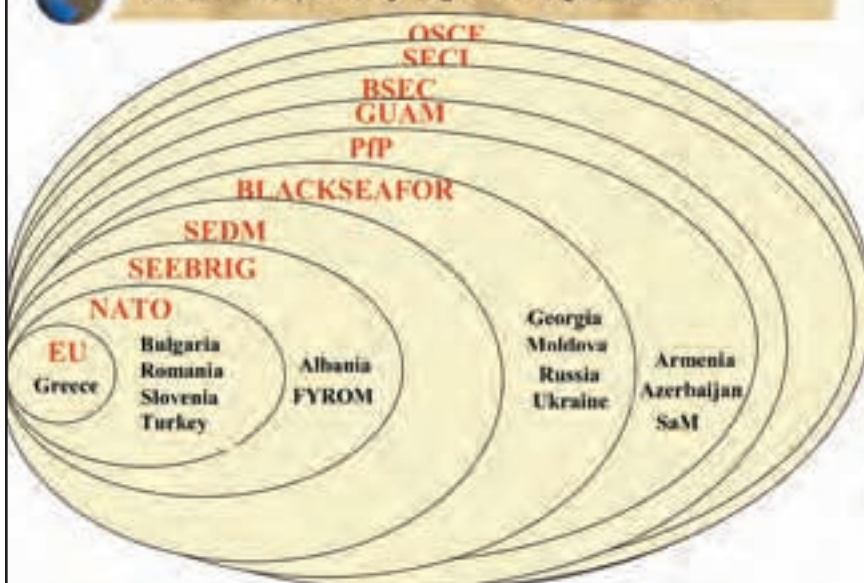 OSCE
SECI
BSEC
GUAM
PfP
BLACKSEAFOR
SEDM
SEEBRIG
NATO
EU
Greece
Bulgaria
Romania
Slovenia
Turkey
Albania
FYROM
Georgia
Moldova
Russia
Ukraine
Armenia
Azerbaijan
SaM